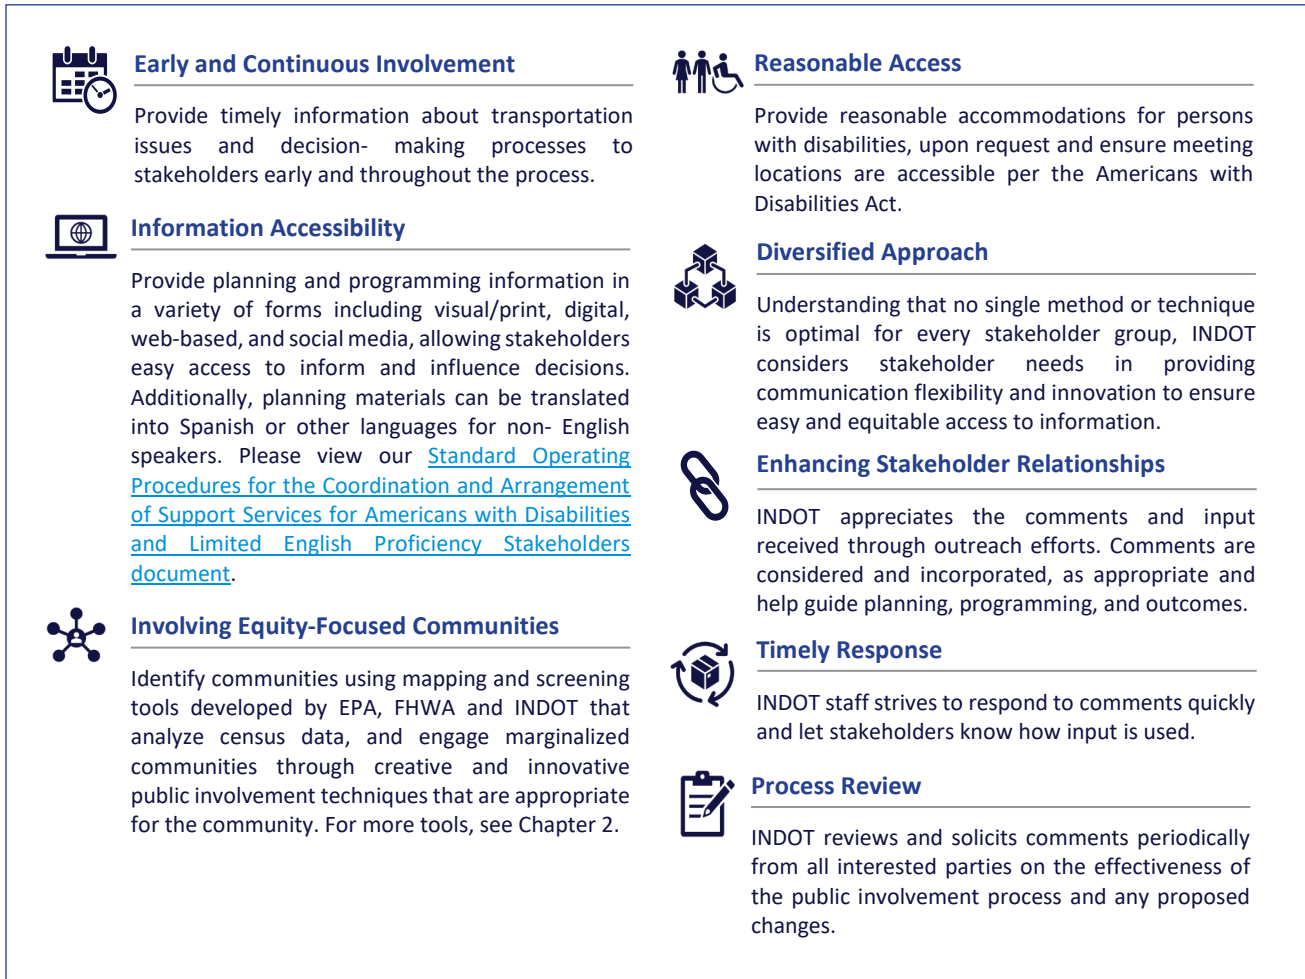 Early and Continuous Involvement
Provide timely information about transportation
issues and decision- making processes to
stakeholders early and throughout the process.
Information Accessibility
Provide planning and programming information in
a variety of forms including visual/print, digital,
web-based, and social media, allowing stakeholders
easy access to inform and influence decisions.
Additionally, planning materials can be translated
into Spanish or other languages for non- English
speakers. Please view our Standard Operating
Procedures for the Coordination and Arrangement
of Support Services for Americans with Disabilities
and Limited English Proficiency Stakeholders
document.
Involving Equity-Focused Communities
Identify communities using mapping and screening
tools developed by EPA, FHWA and INDOT that
analyze census data, and engage marginalized
communities through creative and innovative
public involvement techniques that are appropriate
for the community. For more tools, see Chapter 2.
Reasonable Access
Provide reasonable accommodations for persons
with disabilities, upon request and ensure meeting
locations are accessible per the Americans with
Disabilities Act.
Diversified Approach
Understanding that no single method or technique
is optimal for every stakeholder group, INDOT
considers stakeholder needs in providing
communication flexibility and innovation to ensure
easy and equitable access to information.
Enhancing Stakeholder Relationships
INDOT appreciates the comments and input
received through outreach efforts. Comments are
considered and incorporated, as appropriate and
help guide planning, programming, and outcomes.
Timely Response
INDOT staff strives to respond to comments quickly
and let stakeholders know how input is used.
Process Review
INDOT reviews and solicits comments periodically
from all interested parties on the effectiveness of
the public involvement process and any proposed
changes.